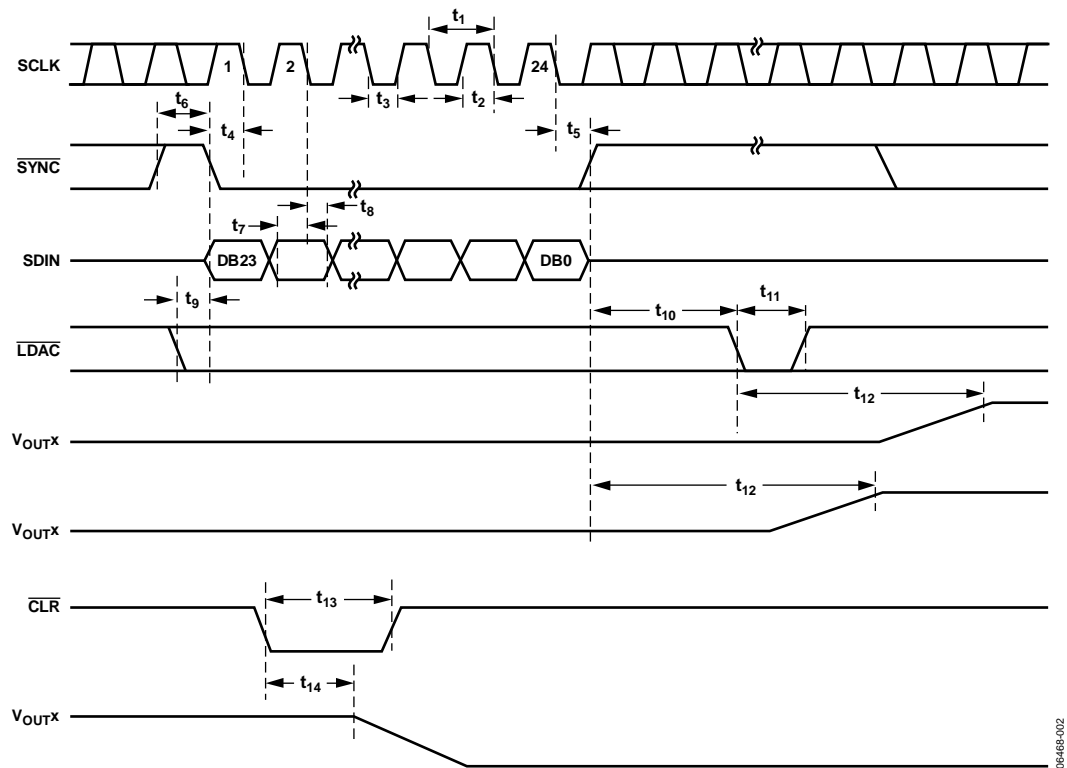 t1
SCLK
1
2
24
t3
t2
t6
t4
t5
SYNC
t8
t7
SDIN
DB23
DB0
t9
t10
t11
LDAC
t12
VOUTx
t12
VOUTx
CLR
t13
t14
VOUTx
06468-002